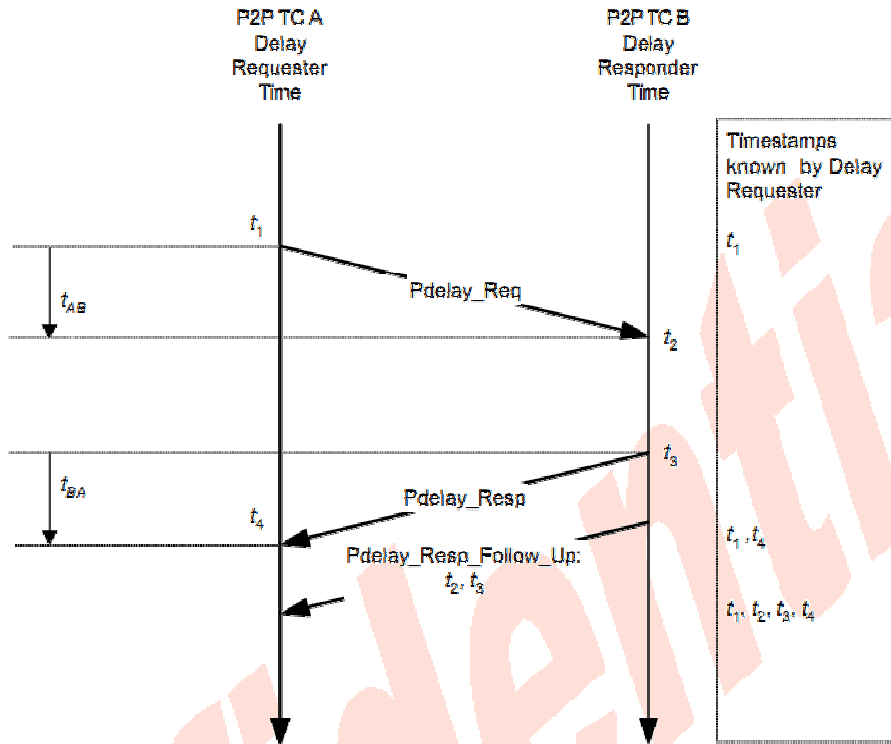 P2P TC A
Delay
Requester
Time
P2P TC B
Delay
Responder
Time
Timestamps
known by Delay
Requester
t1
t1
Pdelay_Req
tAB
t2
t3
tBA
Pdelay_Resp
t4
t1, t4
Pdelay_Resp_Follow_Up:
t2, t3
t1, t2, t3, t4
dentia